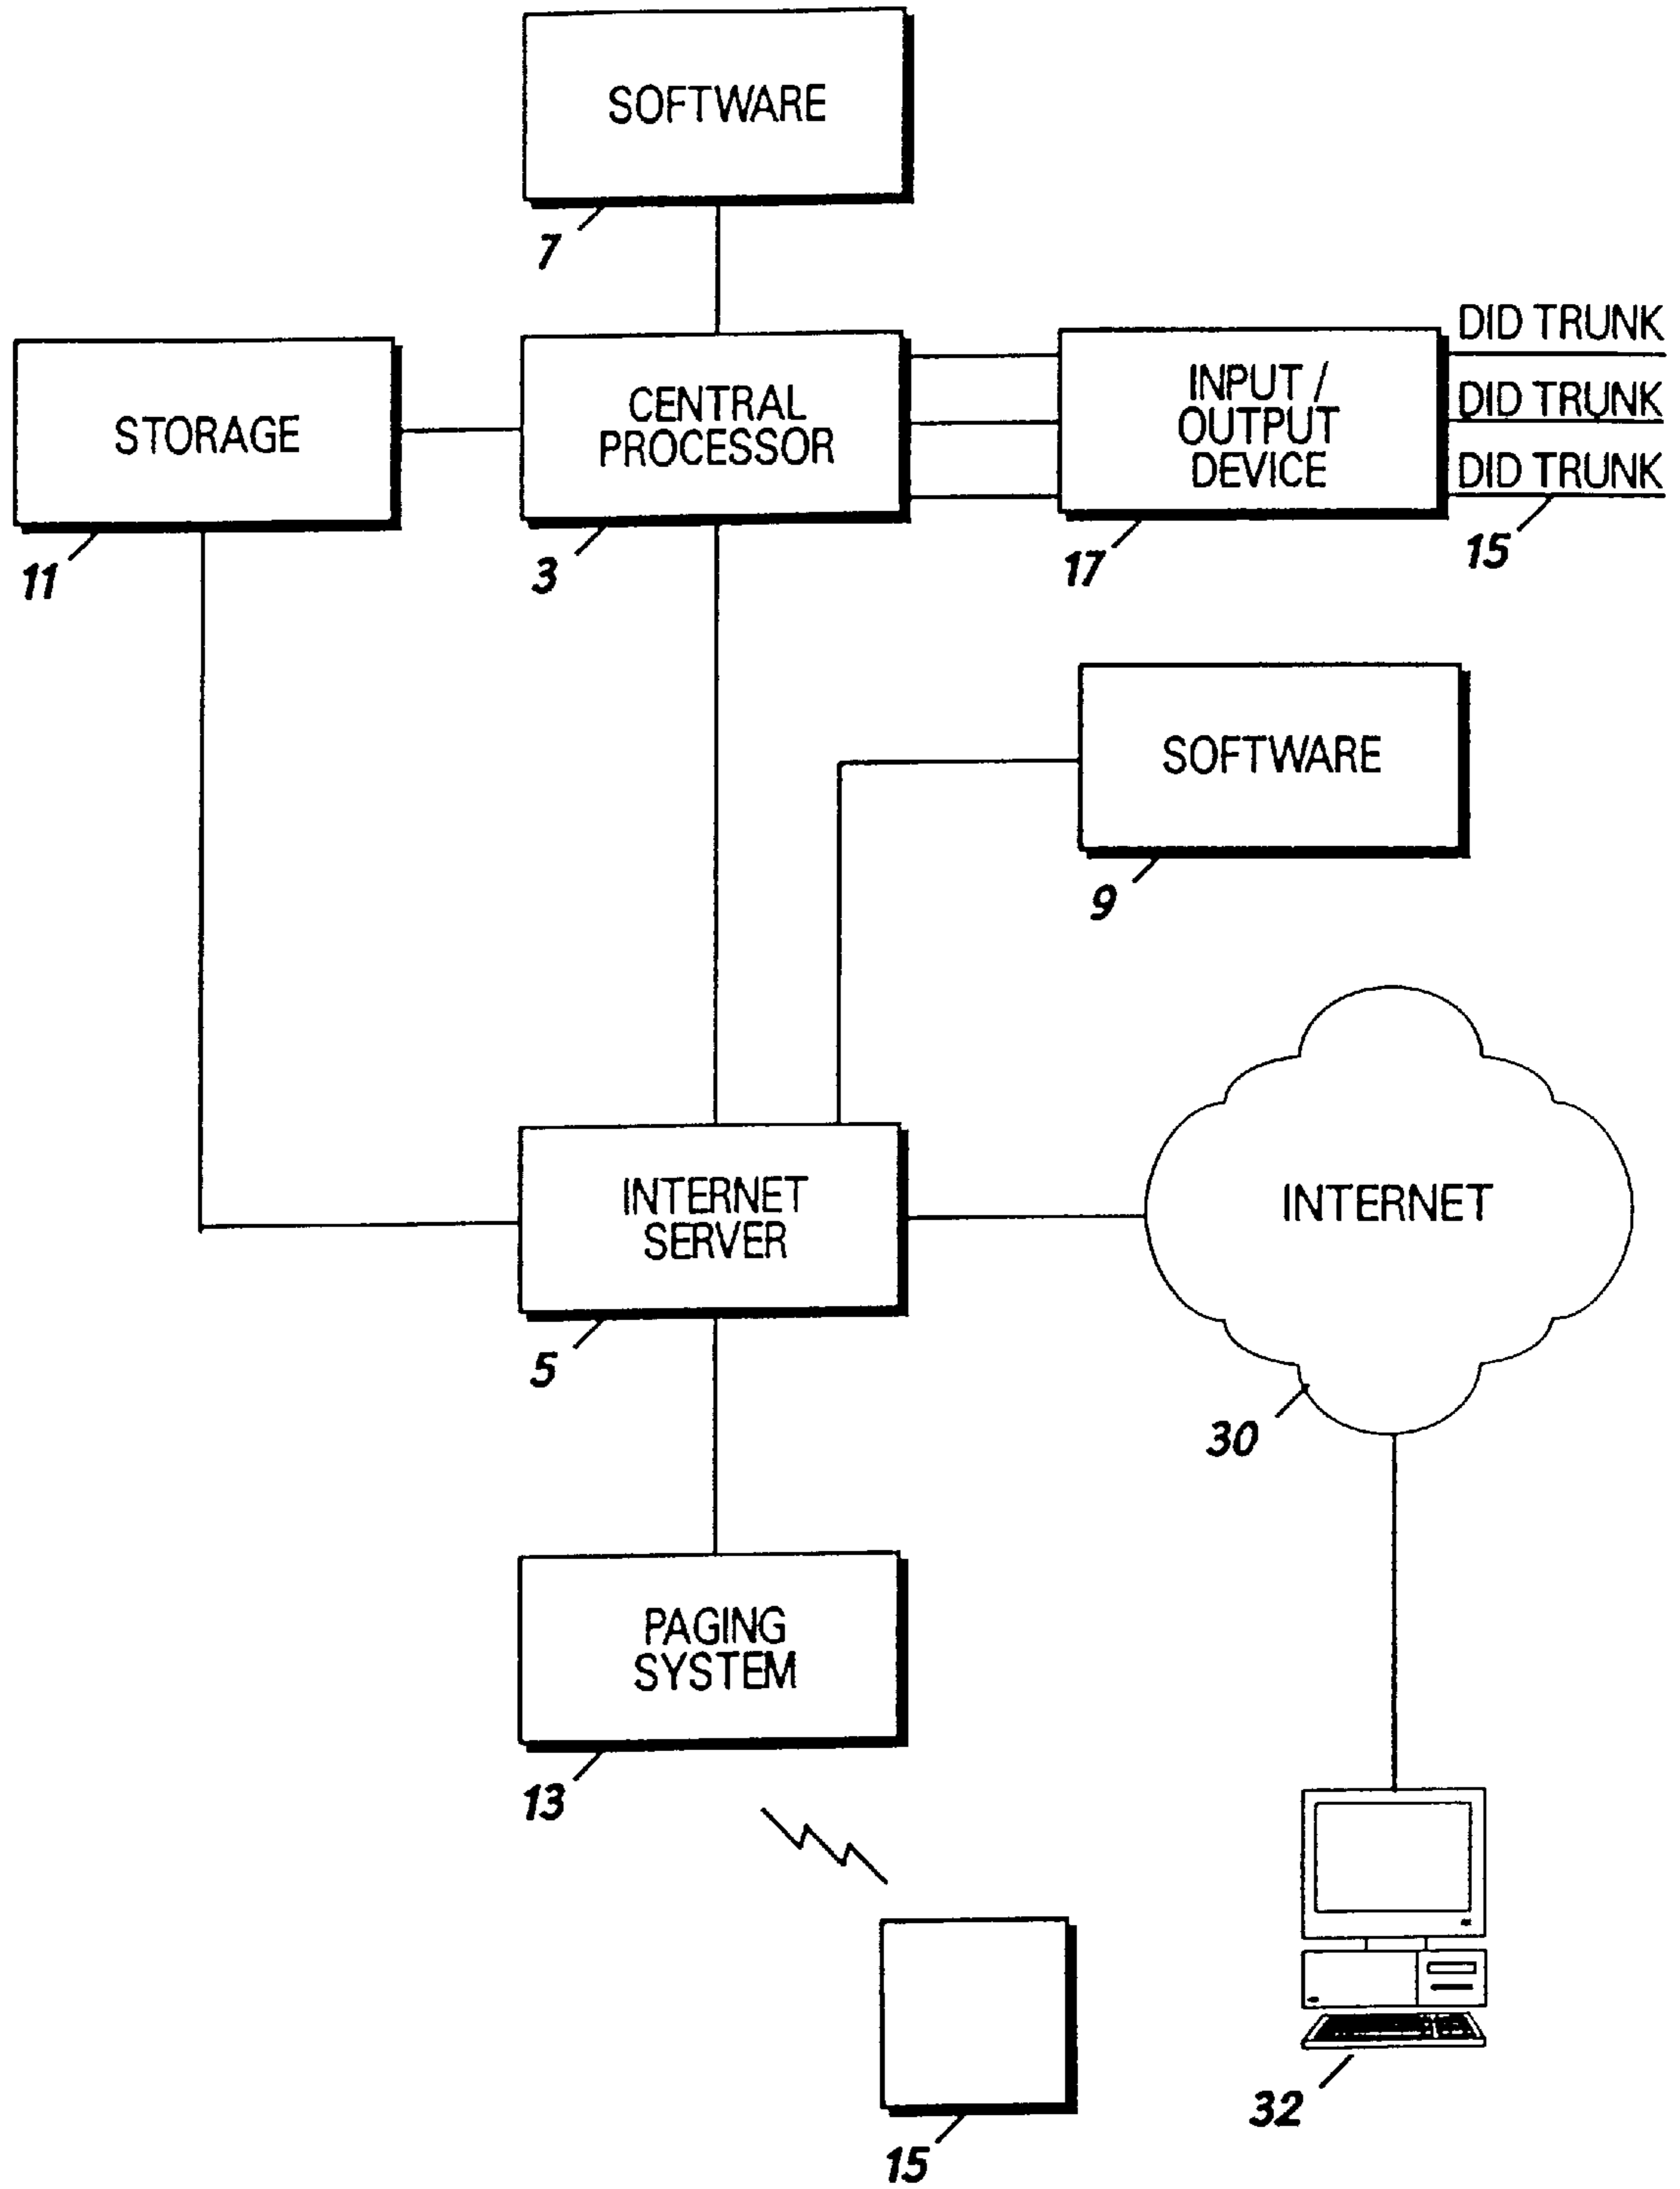 SOFTWARE
7
DID TRUNK
STORAGE
CENTRAL
PROCESSOR
INPUT /
OUTPUT
DEVICE
DID TRUNK
DID TRUNK
11
3
17
15
SOFTWARE
9
INTERNET
SERVER
INTERNET
5
30
PAGING
SYSTEM
13
32
15